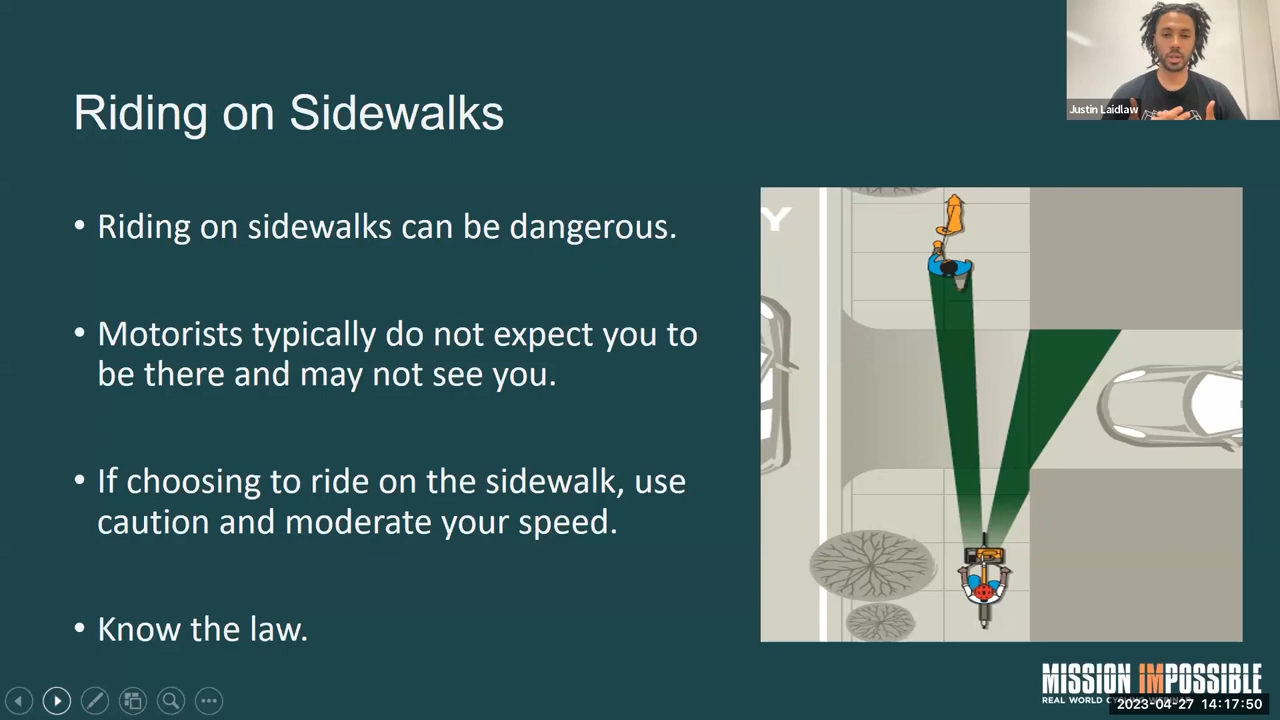 Riding on Sidewalks
Justin Laidlaw
• Riding on sidewalks can be dangerous.
• Motorists typically do not expect you to
be there and may not see you.
• If choosing to ride on the sidewalk, use
caution and moderate your speed.
• Know the law.
Y
MISSION IMPOSSIBLE
REAL WORLD CYCLING WEBINAR
2023-04-27 14:17:50